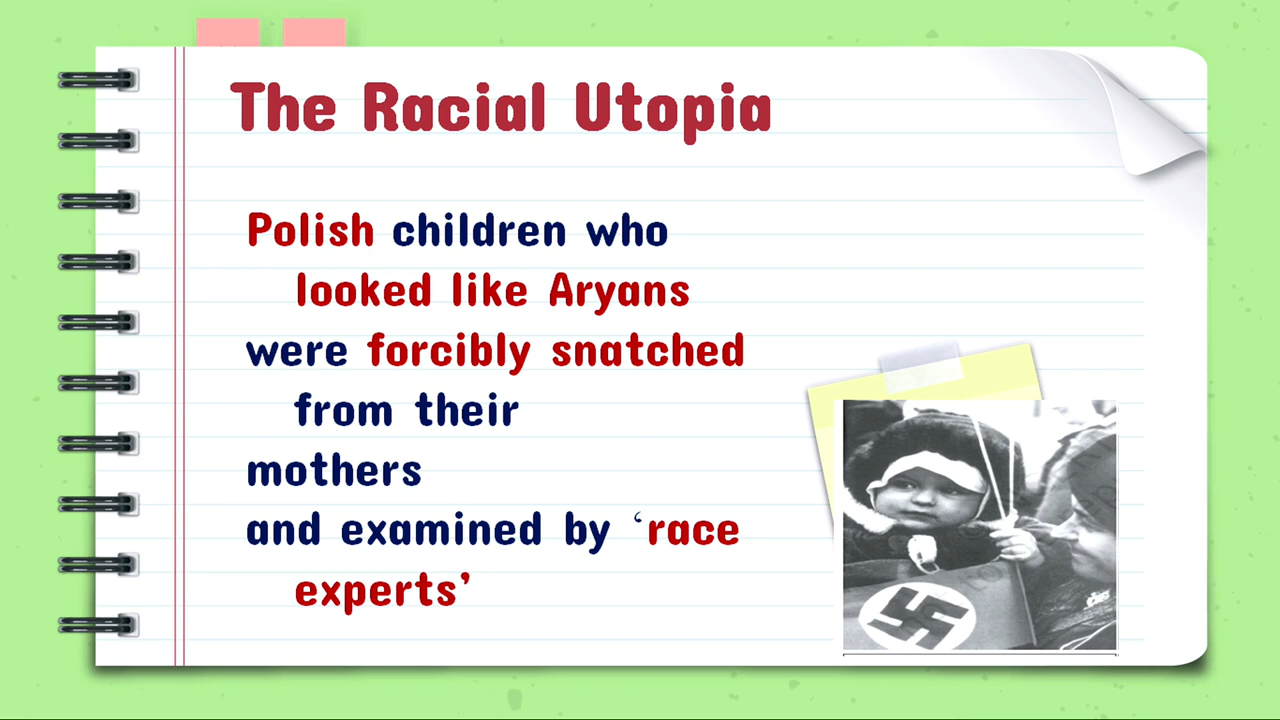 The Racial Utopia
Polish children who
looked like Aryans
were forcibly snatched
from their
mothers
and examined by ‘race
experts’